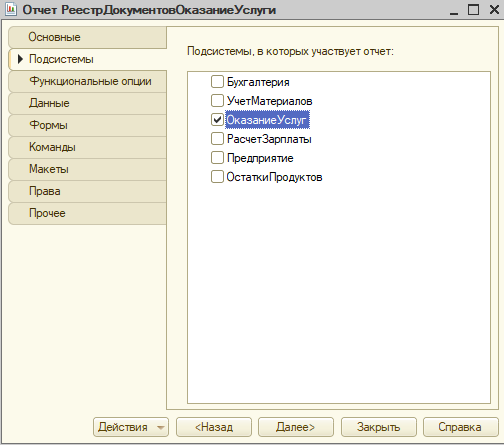 Отчет РеестрДокументовОказаниеУслуги
Основные
Подсистемы
Функциональные опции
Данные
Формы
Команды
Макеты
Права
Прочее
Подсистемы, в которых участвует отчет:
Бухгалтерия
УчетМатериалов
ОказаниеУслуг
РасчетЗарплаты
Предприятие
ОстаткиПродуктов
Действия
<Назад
Далее>
Закрыть
Справка